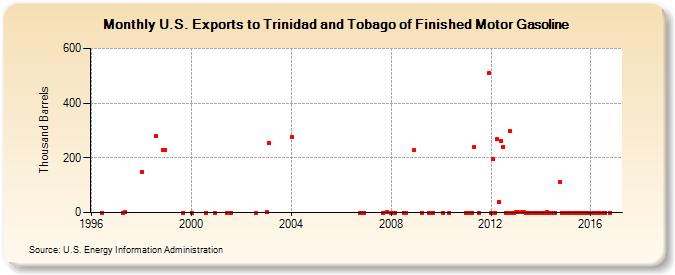 Monthly U.S. Exports to Trinidad and Tobago of Finished Motor Gasoline
Thousand Barrels
600
400
200
0
1996 2000 2004 2008 2012 2016
Source: U.S. Energy Information Administration